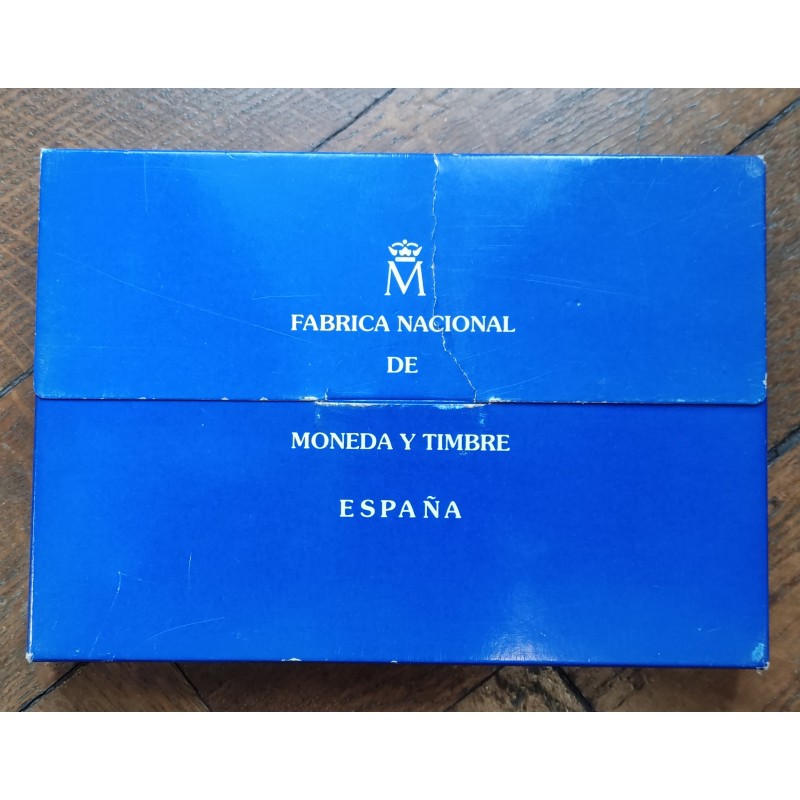 M
FABRICA NACIONAL
DE
MONEDA Y TIMBRE
ESPAÑA